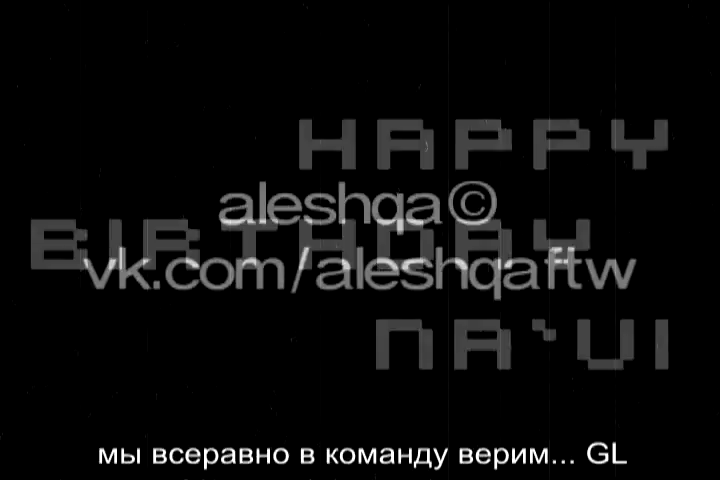 HAPPY
aleshqa©
BIRTHDAY
vk.com/aleshqaftw
NA`VI
мы всеравно в команду верим... GL